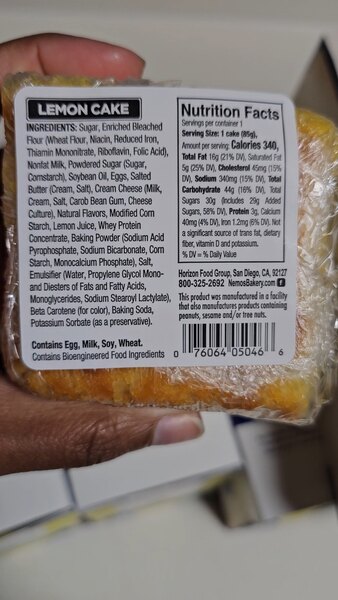 LEMON CAKE
INGREDIENTS: Sugar, Enriched Bleached
Flour (Wheat Flour, Niacin, Reduced Iron,
Thiamin Mononitrate, Riboflavin, Folic Acid),
Nonfat Milk, Powdered Sugar (Sugar,
Cornstarch), Soybean Oil, Eggs, Salted
Butter (Cream, Salt), Cream Cheese (Milk,
Cream, Salt, Carob Bean Gum, Cheese
Culture), Natural Flavors, Modified Corn
Starch, Lemon Juice, Whey Protein
Concentrate, Baking Powder (Sodium Acid
Pyrophosphate, Sodium Bicarbonate, Corn
Starch, Monocalcium Phosphate), Salt,
Emulsifier (Water, Propylene Glycol Mono-
and Diesters of Fats and Fatty Acids,
Monoglycerides, Sodium Stearoyl Lactylate),
Beta Carotene (for color), Baking Soda,
Potassium Sorbate (as a preservative).
Contains Egg, Milk, Soy, Wheat.
Contains Bioengineered Food Ingredients
Nutrition Facts
Servings per container 1
Serving Size: 1 cake (85g),
Amount per serving: Calories 340,
Total Fat 16g (21% DV), Saturated Fat
5g (25% DV), Cholesterol 45mg (15%
DV), Sodium 340mg (15% DV), Total
Carbohydrate 44g (16% DV), Total
Sugars 30g (Includes 29g Added
Sugars, 58% DV), Protein 3g, Calcium
40mg (4% DV), Iron 1.2mg (6% DV). Not
a significant source of trans fat, dietary
fiber, vitamin D and potassium.
% DV = % Daily Value
Horizon Food Group, San Diego, CA, 92127
800-325-2692 NemosBakery.com f
This product was manufactured in a facility
that also manufactures products containing
peanuts, sesame and/or tree nuts.
0 76064 05046 6